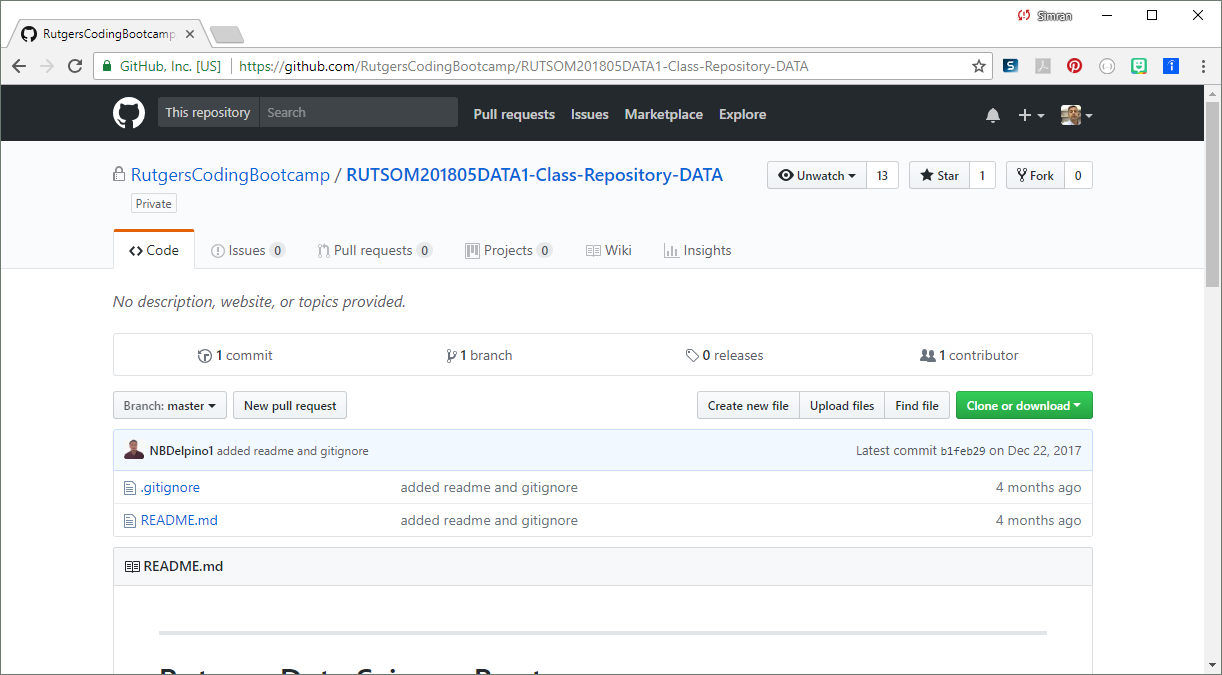 Simran
RutgersCodingBootcamp
GitHub, Inc. [US] https://github.com/RutgersCodingBootcamp/RUTSOM201805DATA1-Class-Repository-DATA
This repository Search Pull requests Issues Marketplace Explore
RutgersCodingBootcamp / RUTSOM201805DATA1-Class-Repository-DATA Unwatch 13 Star 1 Fork 0
Private
Code Issues 0 Pull requests 0 Projects 0 Wiki Insights
No description, website, or topics provided.
1 commit 1 branch 0 releases 1 contributor
Branch: master New pull request Create new file Upload files Find file Clone or download
NBDelpino1 added readme and gitignore Latest commit b1feb29 on Dec 22, 2017
.gitignore added readme and gitignore 4 months ago
README.md added readme and gitignore 4 months ago
README.md